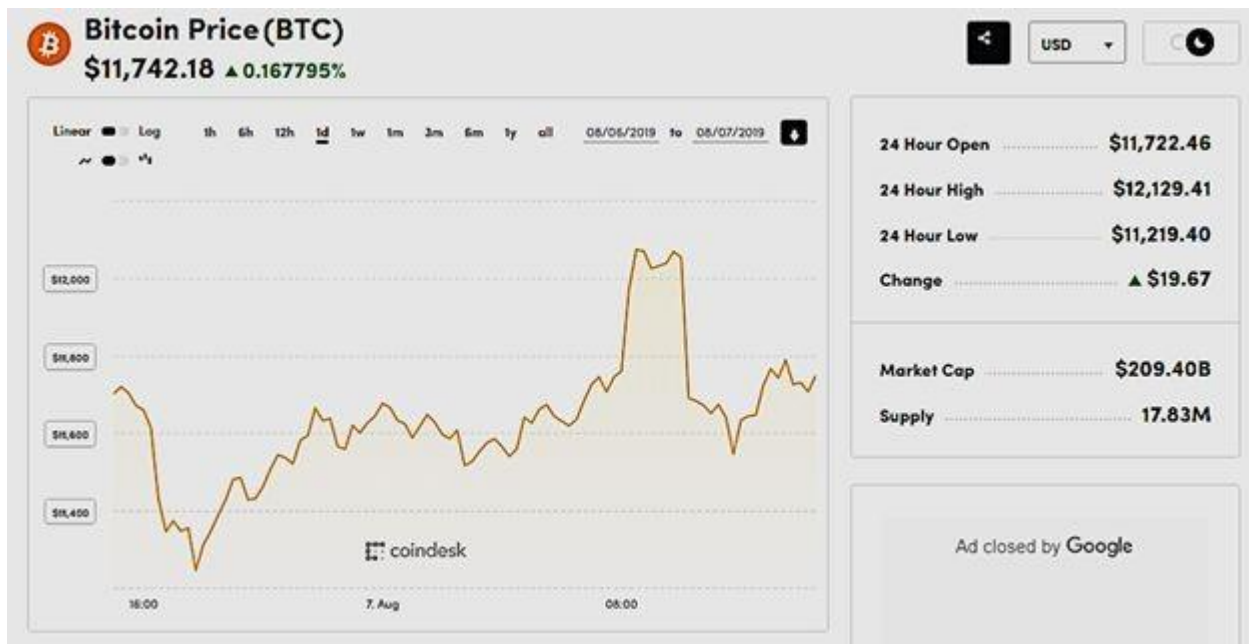 Bitcoin Price (BTC)
$11,742.18 ▲ 0.167795%
USD
Linear Log 1h 6h 12h 1d 1w 1m 3m 6m 1y all 08/06/2019 to 08/07/2019
$12,000
$11,800
$11,600
$11,400
coindesk
16:00 7. Aug 08:00
24 Hour Open $11,722.46
24 Hour High $12,129.41
24 Hour Low $11,219.40
Change ▲ $19.67
Market Cap $209.40B
Supply 17.83M
Ad closed by Google